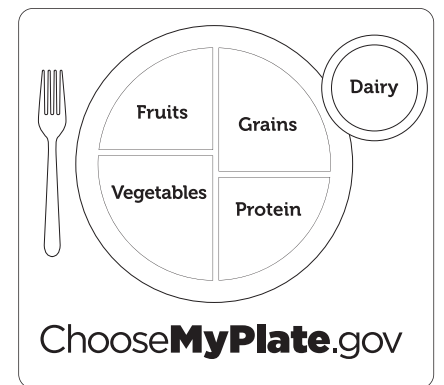 Dairy
Fruits
Grains
Vegetables
Protein
ChooseMyPlate.gov